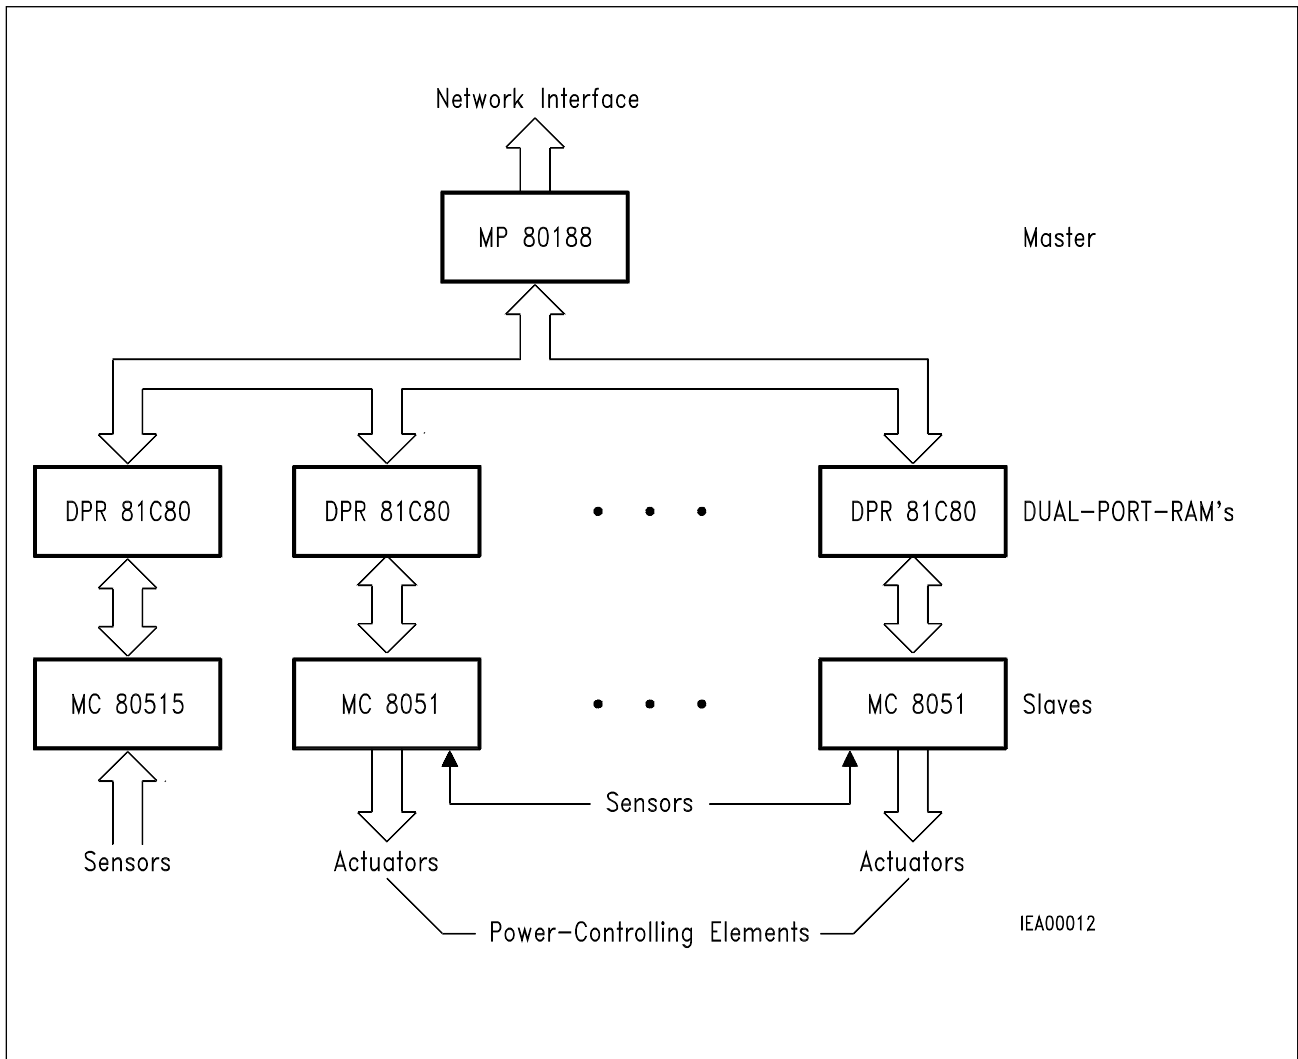 Network Interface
MP 80188
Master
DPR 81C80
DPR 81C80
DPR 81C80
DUAL-PORT-RAM's
MC 80515
MC 8051
MC 8051
Slaves
Sensors
Sensors
Actuators
Actuators
Power-Controlling Elements
IEA00012